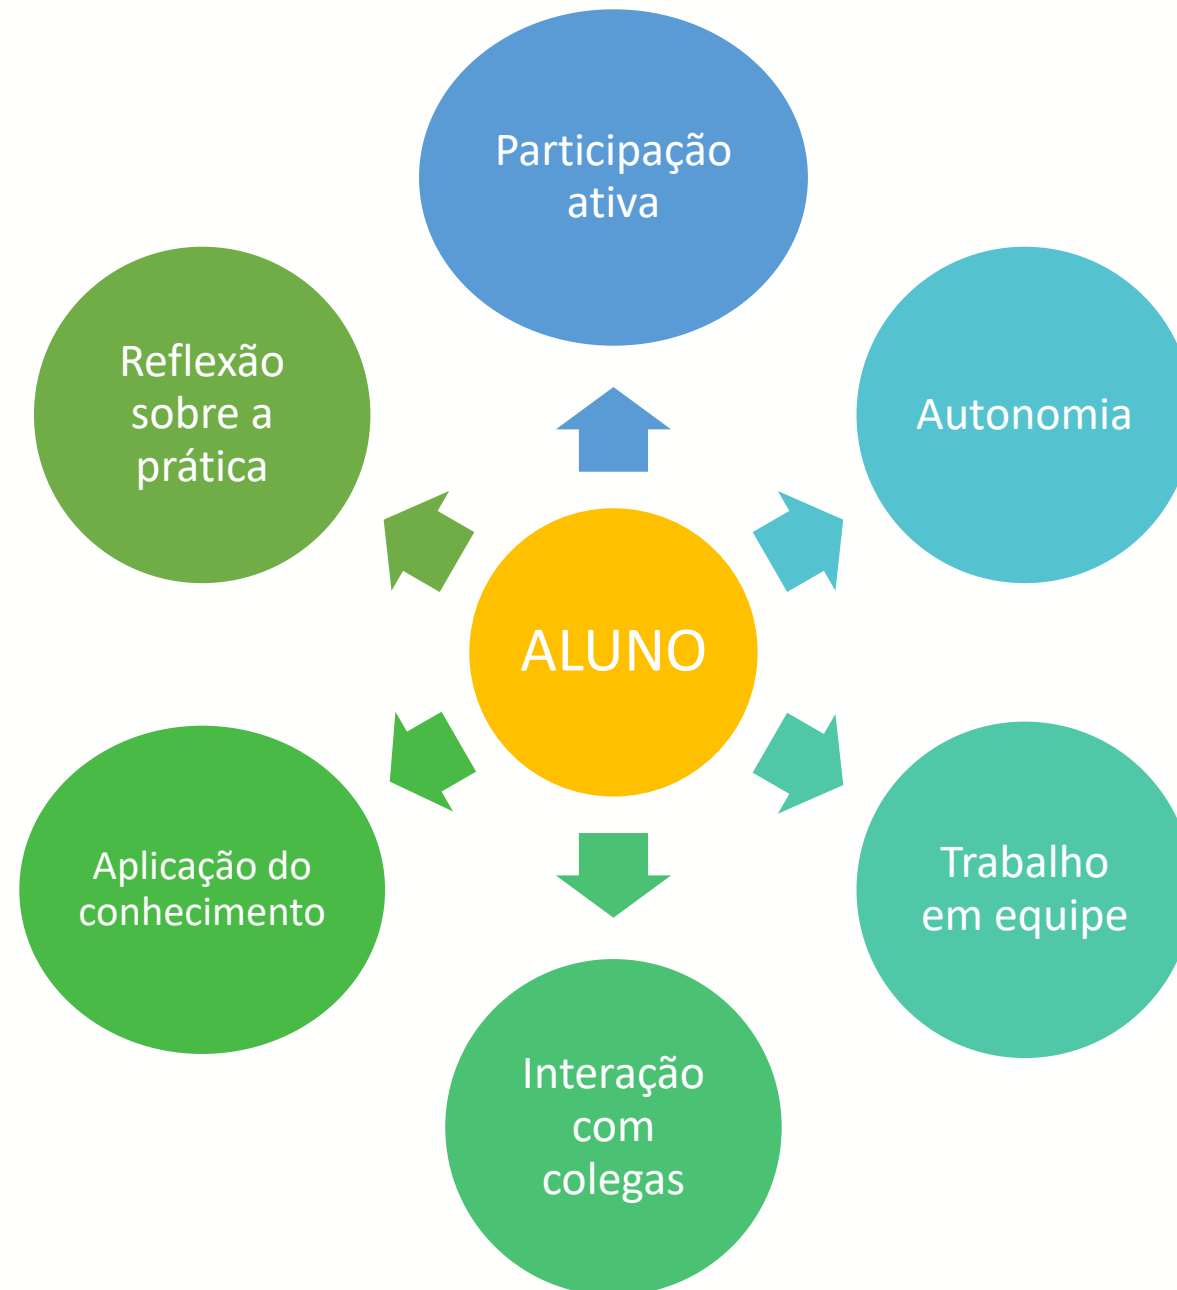 Participação
ativa
Reflexão
sobre a
prática
Autonomia
ALUNO
Aplicação do
conhecimento
Trabalho
em equipe
Interação
com
colegas